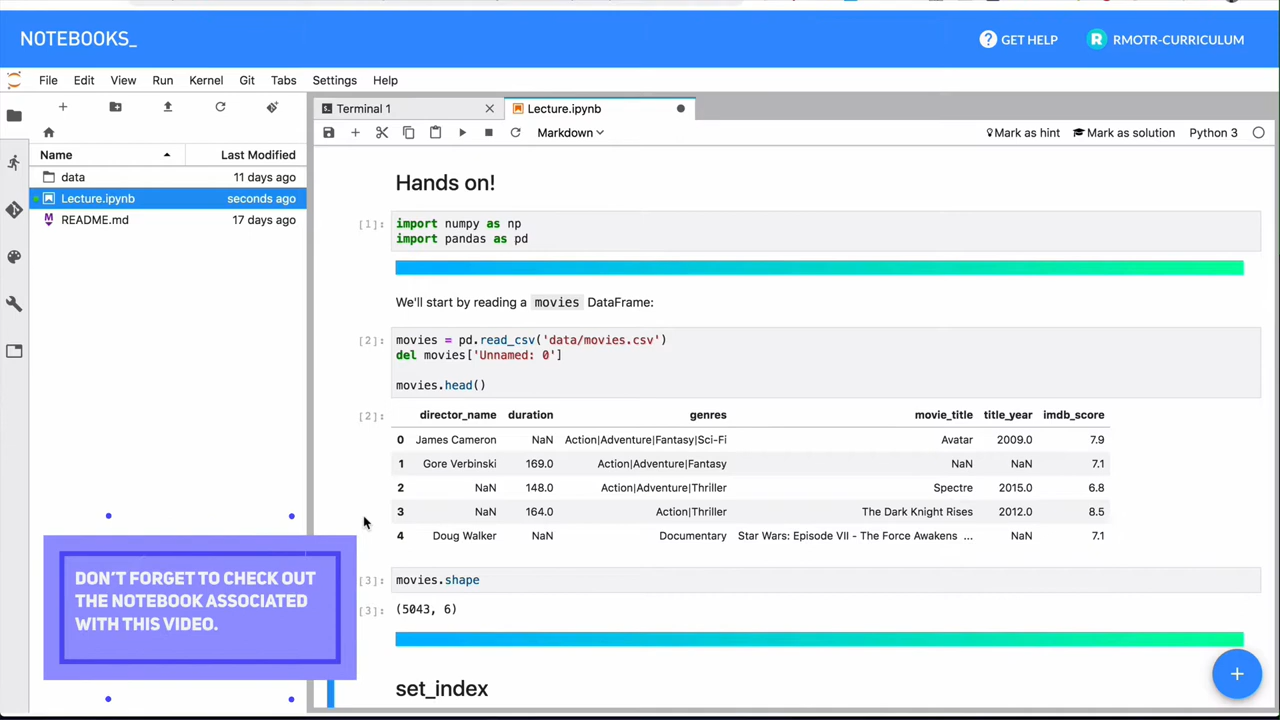 NOTEBOOKS_
? GET HELP
R RMOTR-CURRICULUM
File Edit View Run Kernel Git Tabs Settings Help
Terminal 1
Lecture.ipynb
Markdown
Mark as hint
Mark as solution
Python 3
Name Last Modified
data 11 days ago
Lecture.ipynb seconds ago
README.md 17 days ago
Hands on!
[1]: import numpy as np
import pandas as pd
We'll start by reading a movies DataFrame:
[2]: movies = pd.read_csv('data/movies.csv')
del movies['Unnamed: 0']
movies.head()
[2]: director_name duration genres movie_title title_year imdb_score
0 James Cameron NaN Action|Adventure|Fantasy|Sci-Fi Avatar 2009.0 7.9
1 Gore Verbinski 169.0 Action|Adventure|Fantasy NaN NaN 7.1
2 NaN 148.0 Action|Adventure|Thriller Spectre 2015.0 6.8
3 NaN 164.0 Action|Thriller The Dark Knight Rises 2012.0 8.5
4 Doug Walker NaN Documentary Star Wars: Episode VII - The Force Awakens ... NaN 7.1
[3]: movies.shape
[3]: (5043, 6)
set_index
DON'T FORGET TO CHECK OUT
THE NOTEBOOK ASSOCIATED
WITH THIS VIDEO.